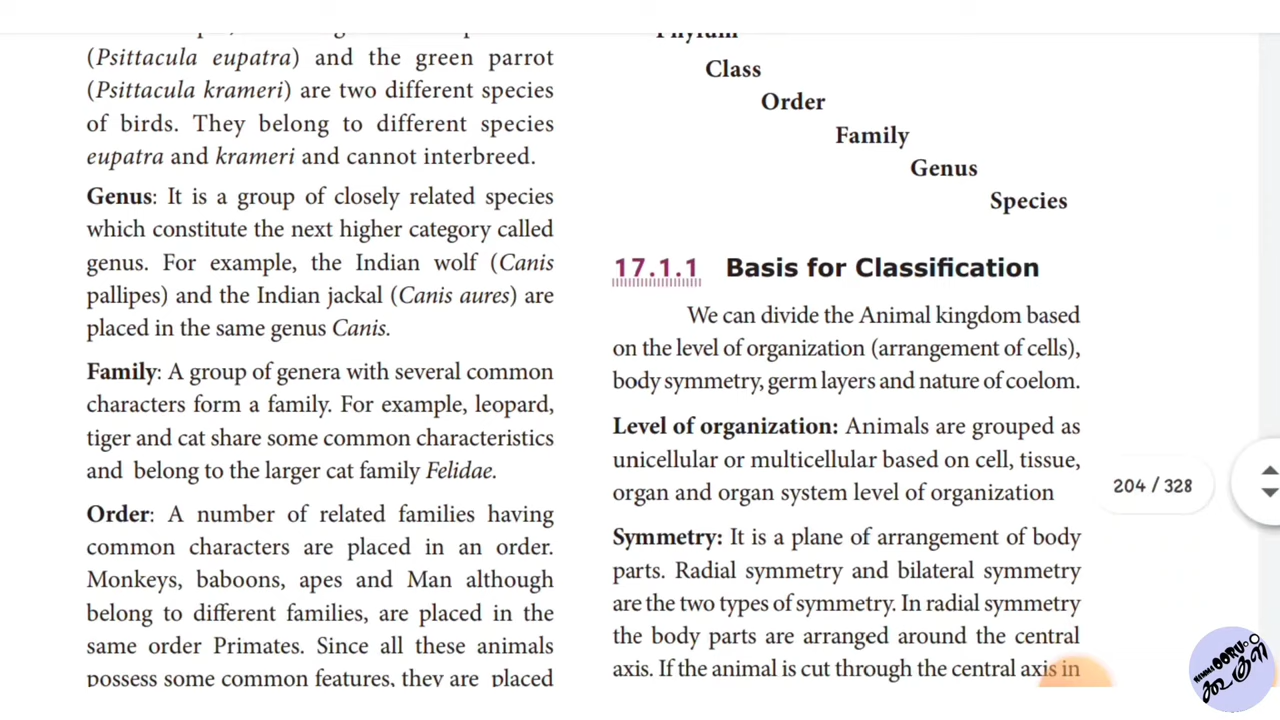 (Psittacula eupatra) and the green parrot
(Psittacula krameri) are two different species
of birds. They belong to different species
eupatra and krameri and cannot interbreed.
Genus: It is a group of closely related species
which constitute the next higher category called
genus. For example, the Indian wolf (Canis
pallipes) and the Indian jackal (Canis aures) are
placed in the same genus Canis.
Family: A group of genera with several common
characters form a family. For example, leopard,
tiger and cat share some common characteristics
and belong to the larger cat family Felidae.
Order: A number of related families having
common characters are placed in an order.
Monkeys, baboons, apes and Man although
belong to different families, are placed in the
same order Primates. Since all these animals
possess some common features, they are placed
Phylum
Class
Order
Family
Genus
Species
17.1.1 Basis for Classification
We can divide the Animal kingdom based
on the level of organization (arrangement of cells),
body symmetry, germ layers and nature of coelom.
Level of organization: Animals are grouped as
unicellular or multicellular based on cell, tissue,
organ and organ system level of organization
Symmetry: It is a plane of arrangement of body
parts. Radial symmetry and bilateral symmetry
are the two types of symmetry. In radial symmetry
the body parts are arranged around the central
axis. If the animal is cut through the central axis in
204 / 328